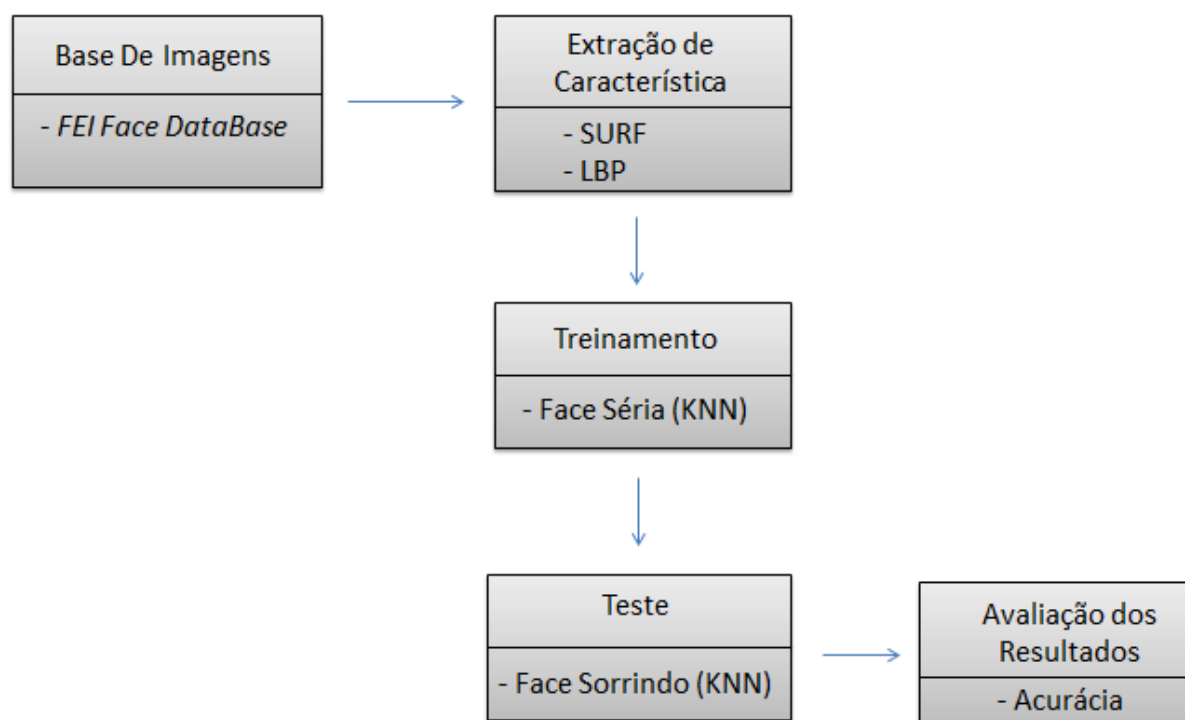 Base De Imagens
- FEI Face DataBase
Extração de
Característica
- SURF
- LBP
Treinamento
- Face Séria (KNN)
Teste
- Face Sorrindo (KNN)
Avaliação dos
Resultados
- Acurácia